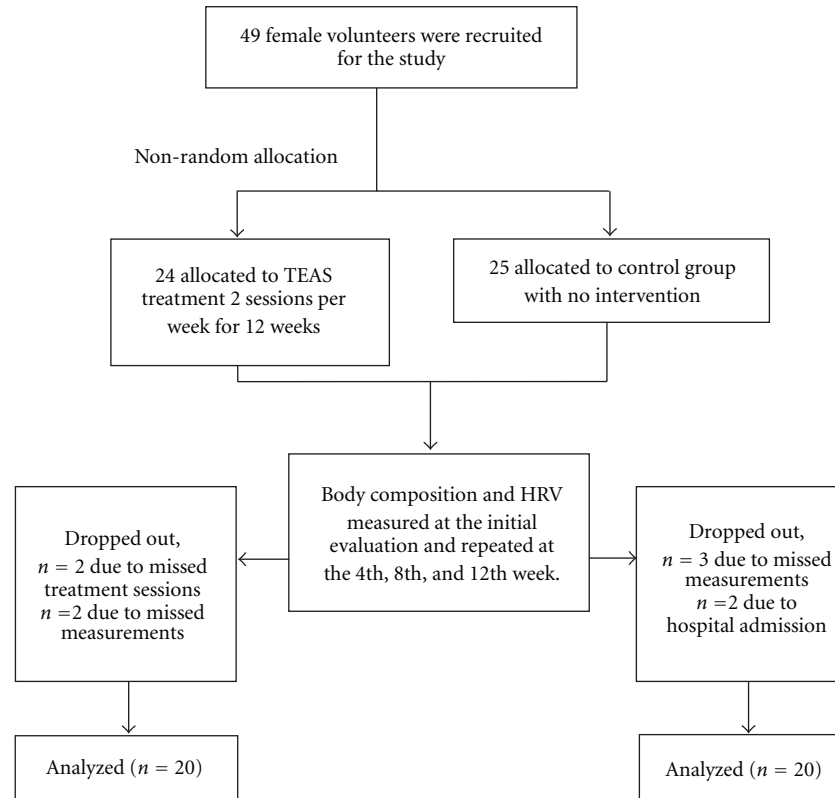 49 female volunteers were recruited
for the study
Non-random allocation
24 allocated to TEAS
treatment 2 sessions per
week for 12 weeks
25 allocated to control group
with no intervention
Body composition and HRV
measured at the initial
evaluation and repeated at
the 4th, 8th, and 12th week.
Dropped out,
n = 2 due to missed
treatment sessions
n =2 due to missed
measurements
Dropped out,
n = 3 due to missed
measurements
n =2 due to
hospital admission
Analyzed (n = 20)
Analyzed (n = 20)